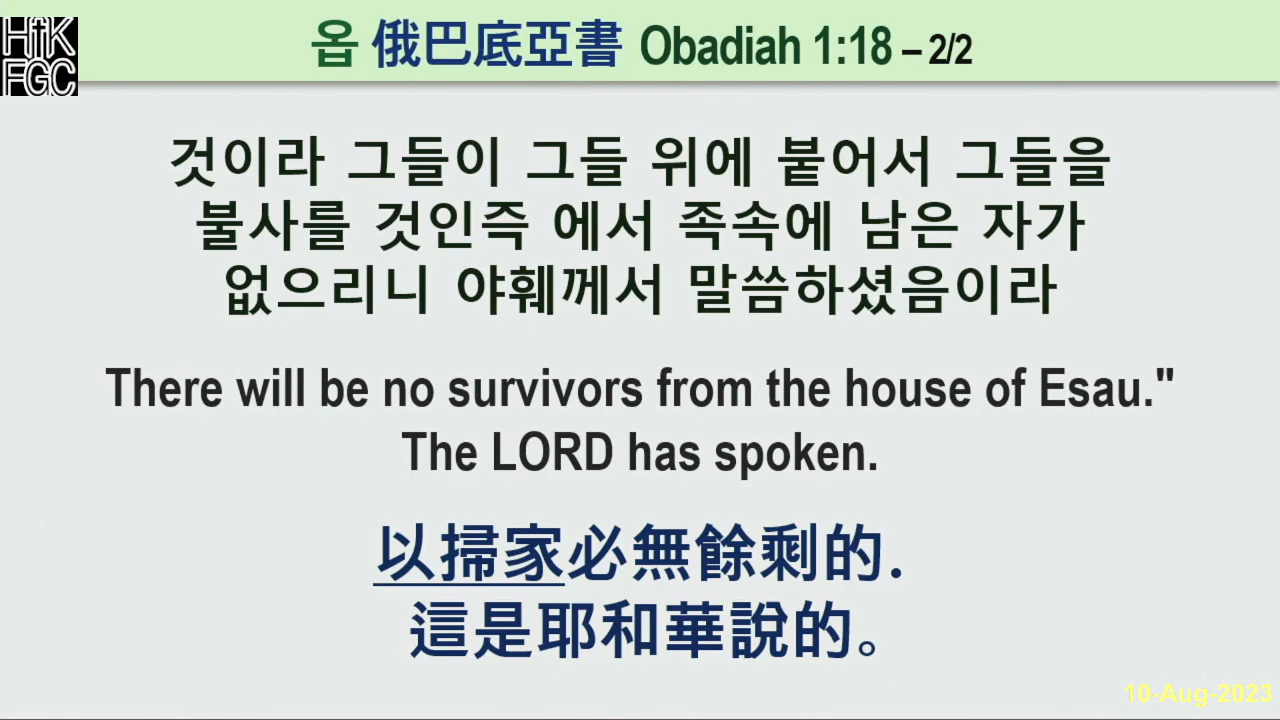 HfK
FGC
옵 俄巴底亞書 Obadiah 1:18 – 2/2
것이라 그들이 그들 위에 붙어서 그들을
불사를 것인즉 에서 족속에 남은 자가
없으리니 야훼께서 말씀하셨음이라
There will be no survivors from the house of Esau."
The LORD has spoken.
以掃家必無餘剩的.
這是耶和華說的。
10-Aug-2023